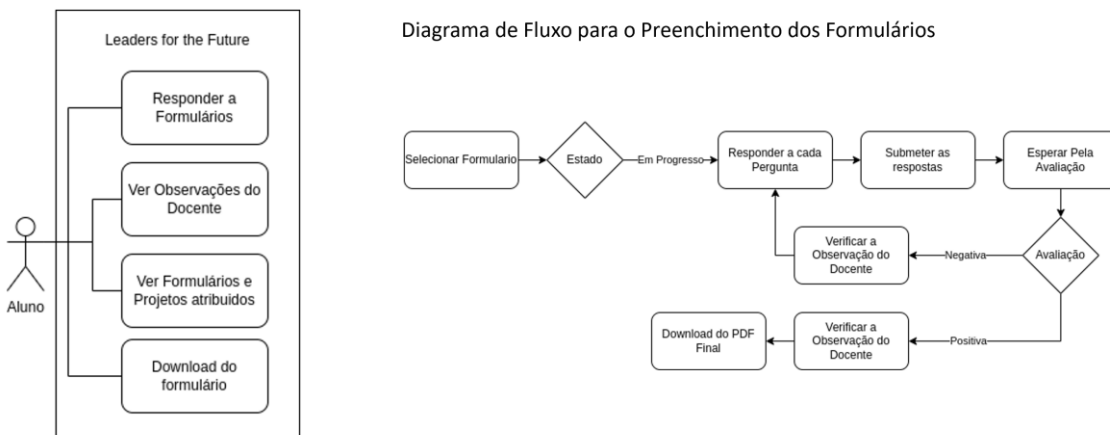 Leaders for the Future
Responder a
Formulários
Ver Observações do
Docente
Ver Formulários e
Projetos atribuidos
Download do
formulário
Aluno
Diagrama de Fluxo para o Preenchimento dos Formulários
Selecionar Formulario
Estado
Em Progresso
Responder a cada
Pergunta
Submeter as
respostas
Esperar Pela
Avaliação
Avaliação
Negativa
Verificar a
Observação do
Docente
Positiva
Verificar a
Observação do
Docente
Download do PDF
Final